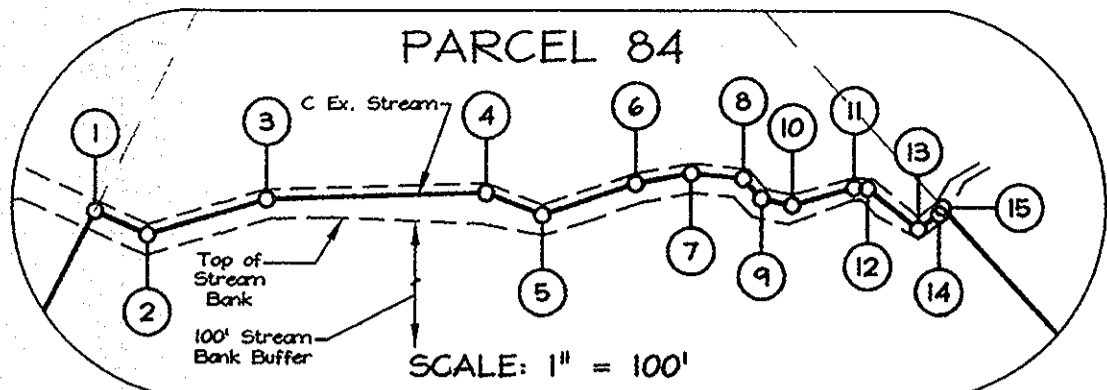 PARCEL 84
C Ex. Stream
1
3
4
6
8
10
11
13
15
Top of
Stream
Bank
100' Stream
Bank Buffer
2
5
7
9
12
14
SCALE: 1" = 100'